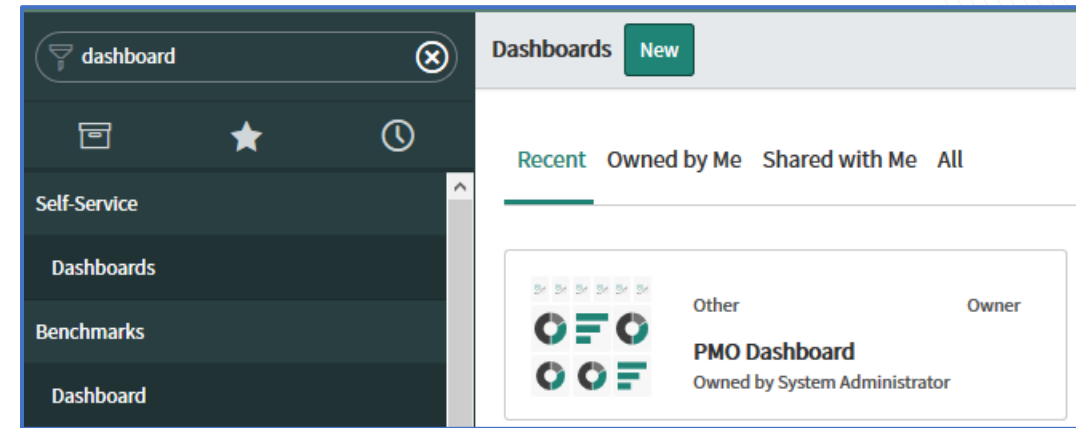 dashboard
Self-Service
Dashboards
Benchmarks
Dashboard
Dashboards New
Recent Owned by Me Shared with Me All
Other Owner
PMO Dashboard
Owned by System Administrator